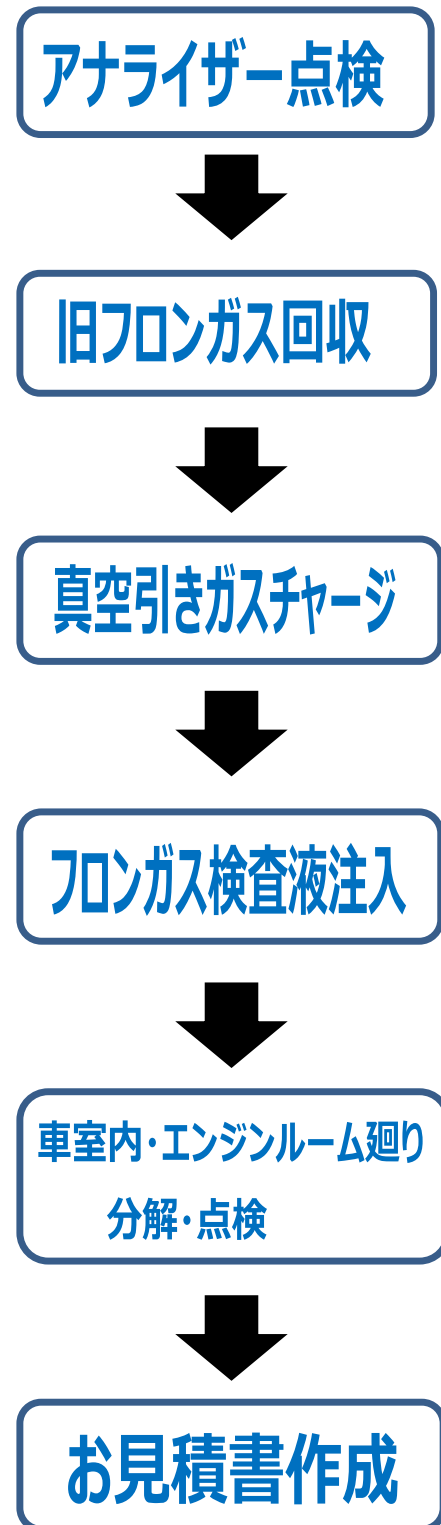 アナライザー点検
旧フロンガス回収
真空引きガスチャージ
フロンガス検査液注入
車室内・エンジンルーム廻り
分解・点検
お見積書作成